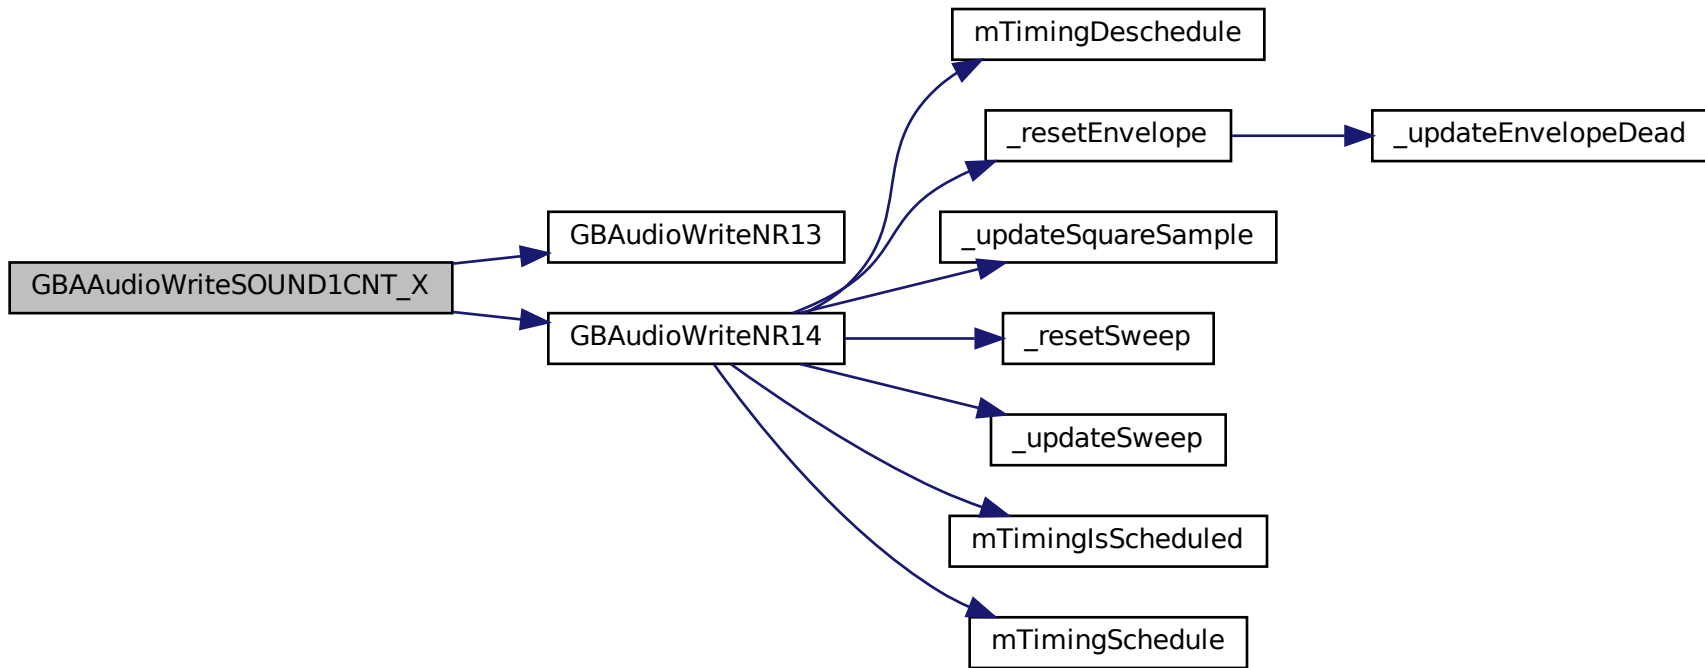 mTimingDeschedule
_resetEnvelope
_updateEnvelopeDead
GBAudioWriteNR13
_updateSquareSample
GBAAudioWriteSOUND1CNT_X
GBAudioWriteNR14
_resetSweep
_updateSweep
mTimingIsScheduled
mTimingSchedule